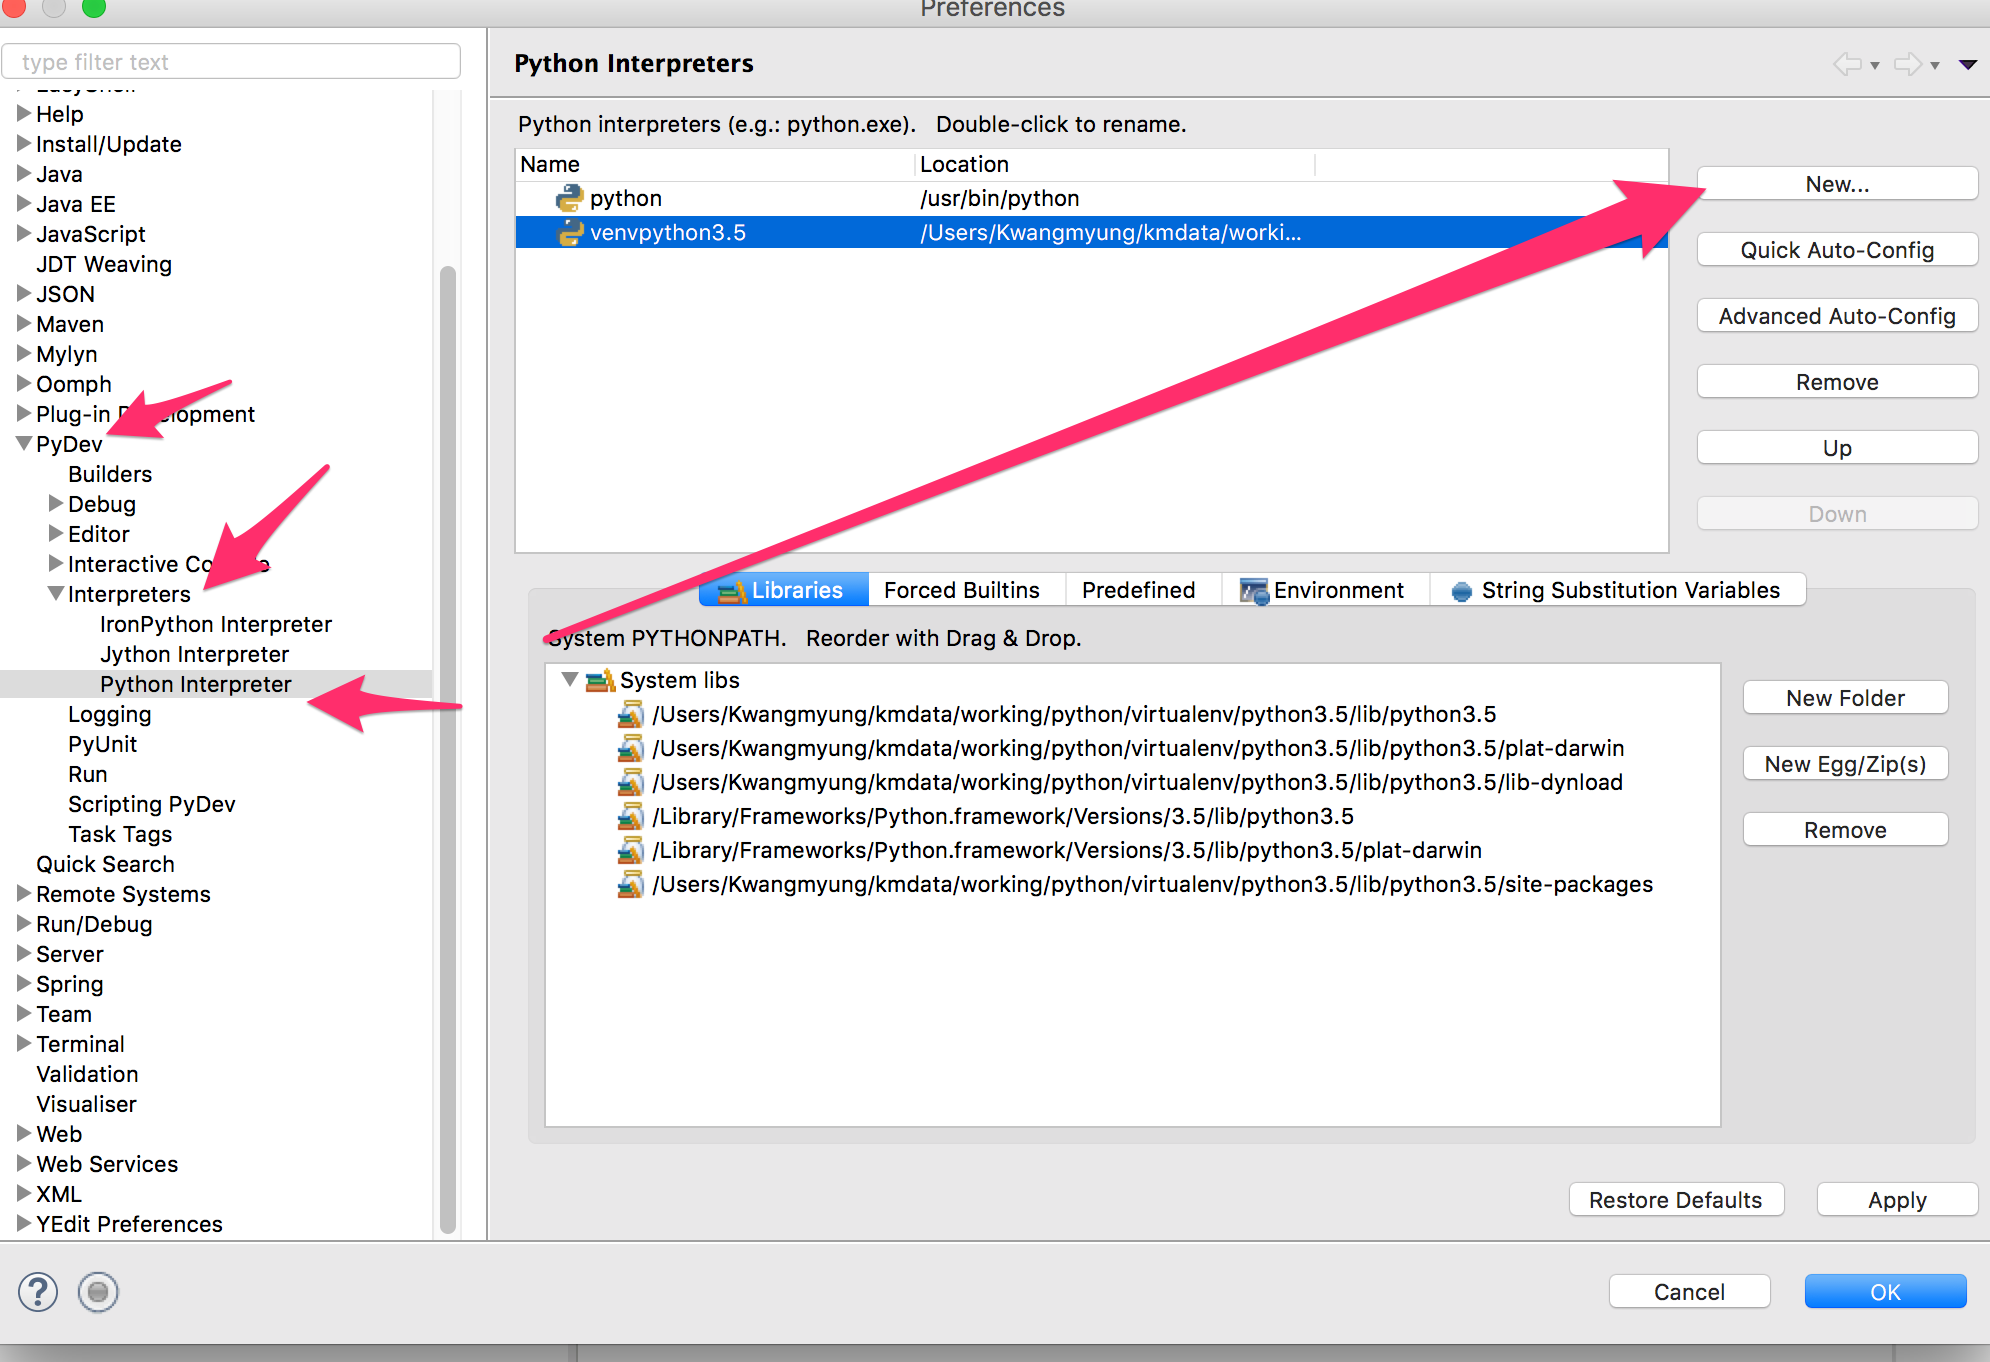 Preferences
type filter text
Help
Install/Update
Java
Java EE
JavaScript
JDT Weaving
JSON
Maven
Mylyn
Oomph
Plug-in Development
PyDev
Builders
Debug
Editor
Interactive Console
Interpreters
IronPython Interpreter
Jython Interpreter
Python Interpreter
Logging
PyUnit
Run
Scripting PyDev
Task Tags
Quick Search
Remote Systems
Run/Debug
Server
Spring
Team
Terminal
Validation
Visualiser
Web
Web Services
XML
YEdit Preferences
Python Interpreters
Python interpreters (e.g.: python.exe).   Double-click to rename.
Name Location
python /usr/bin/python
venvpython3.5 /Users/Kwangmyung/kmdata/worki...
New...
Quick Auto-Config
Advanced Auto-Config
Remove
Up
Down
Libraries Forced Builtins Predefined Environment String Substitution Variables
System PYTHONPATH.   Reorder with Drag & Drop.
System libs
/Users/Kwangmyung/kmdata/working/python/virtualenv/python3.5/lib/python3.5
/Users/Kwangmyung/kmdata/working/python/virtualenv/python3.5/lib/python3.5/plat-darwin
/Users/Kwangmyung/kmdata/working/python/virtualenv/python3.5/lib/python3.5/lib-dynload
/Library/Frameworks/Python.framework/Versions/3.5/lib/python3.5
/Library/Frameworks/Python.framework/Versions/3.5/lib/python3.5/plat-darwin
/Users/Kwangmyung/kmdata/working/python/virtualenv/python3.5/lib/python3.5/site-packages
New Folder
New Egg/Zip(s)
Remove
Restore Defaults Apply
? Cancel OK